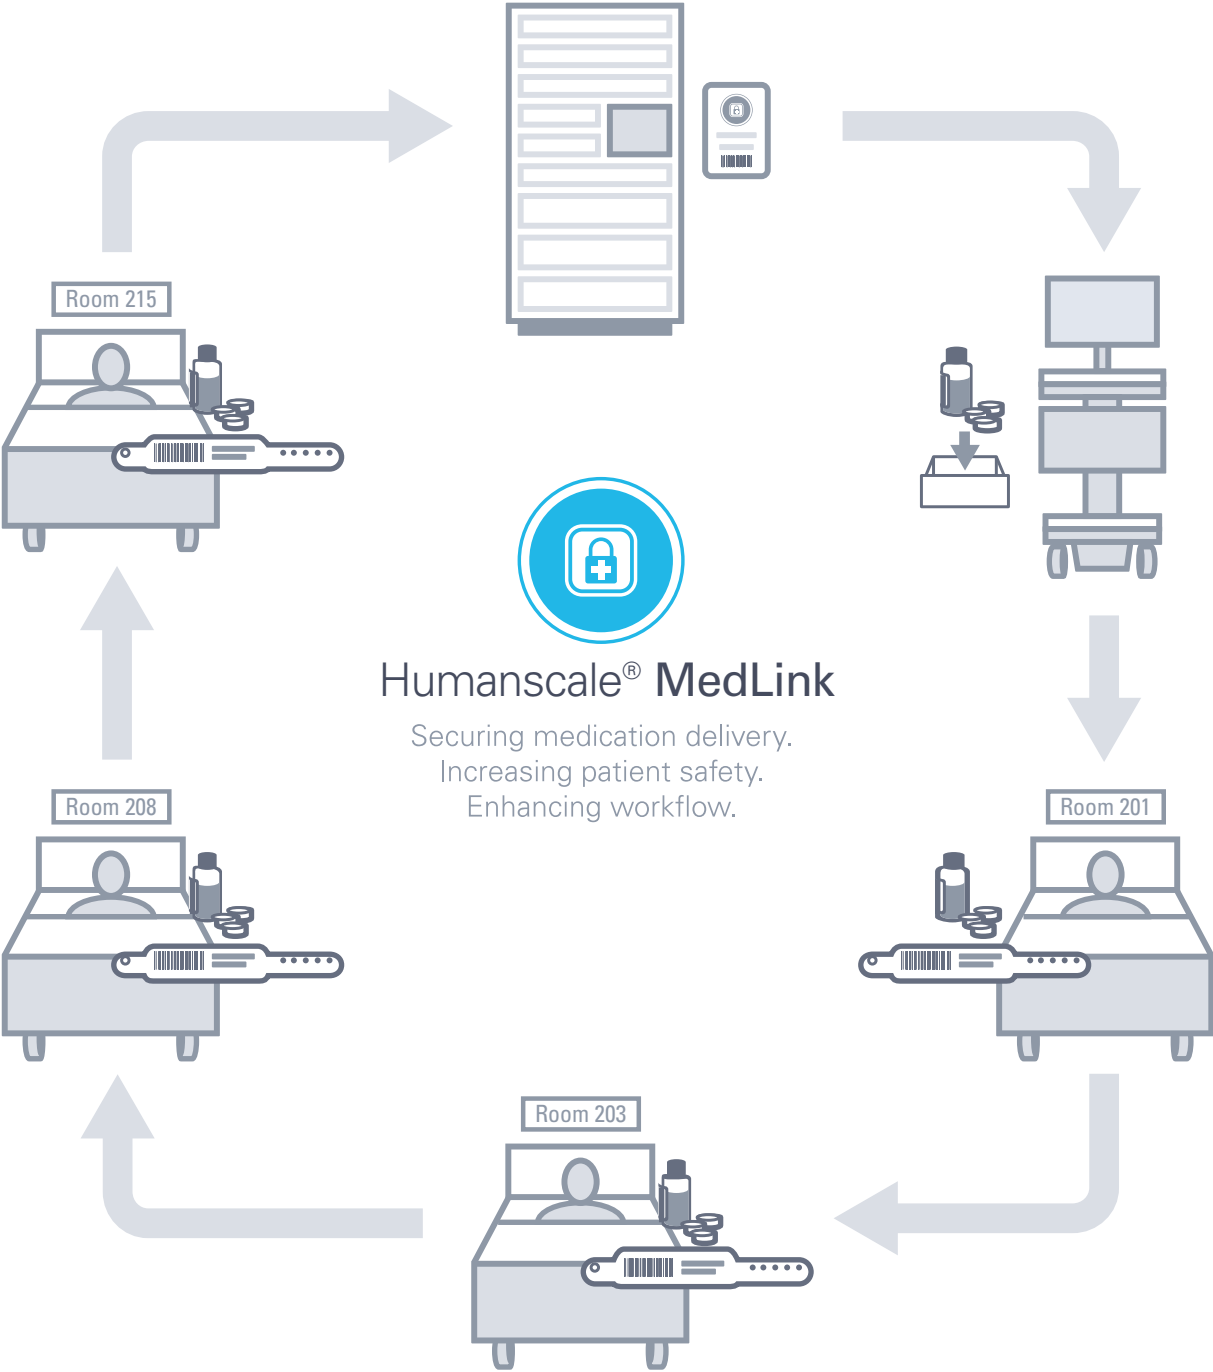 Room 215
Humanscale® MedLink
Securing medication delivery.
Increasing patient safety.
Enhancing workflow.
Room 208
Room 201
Room 203